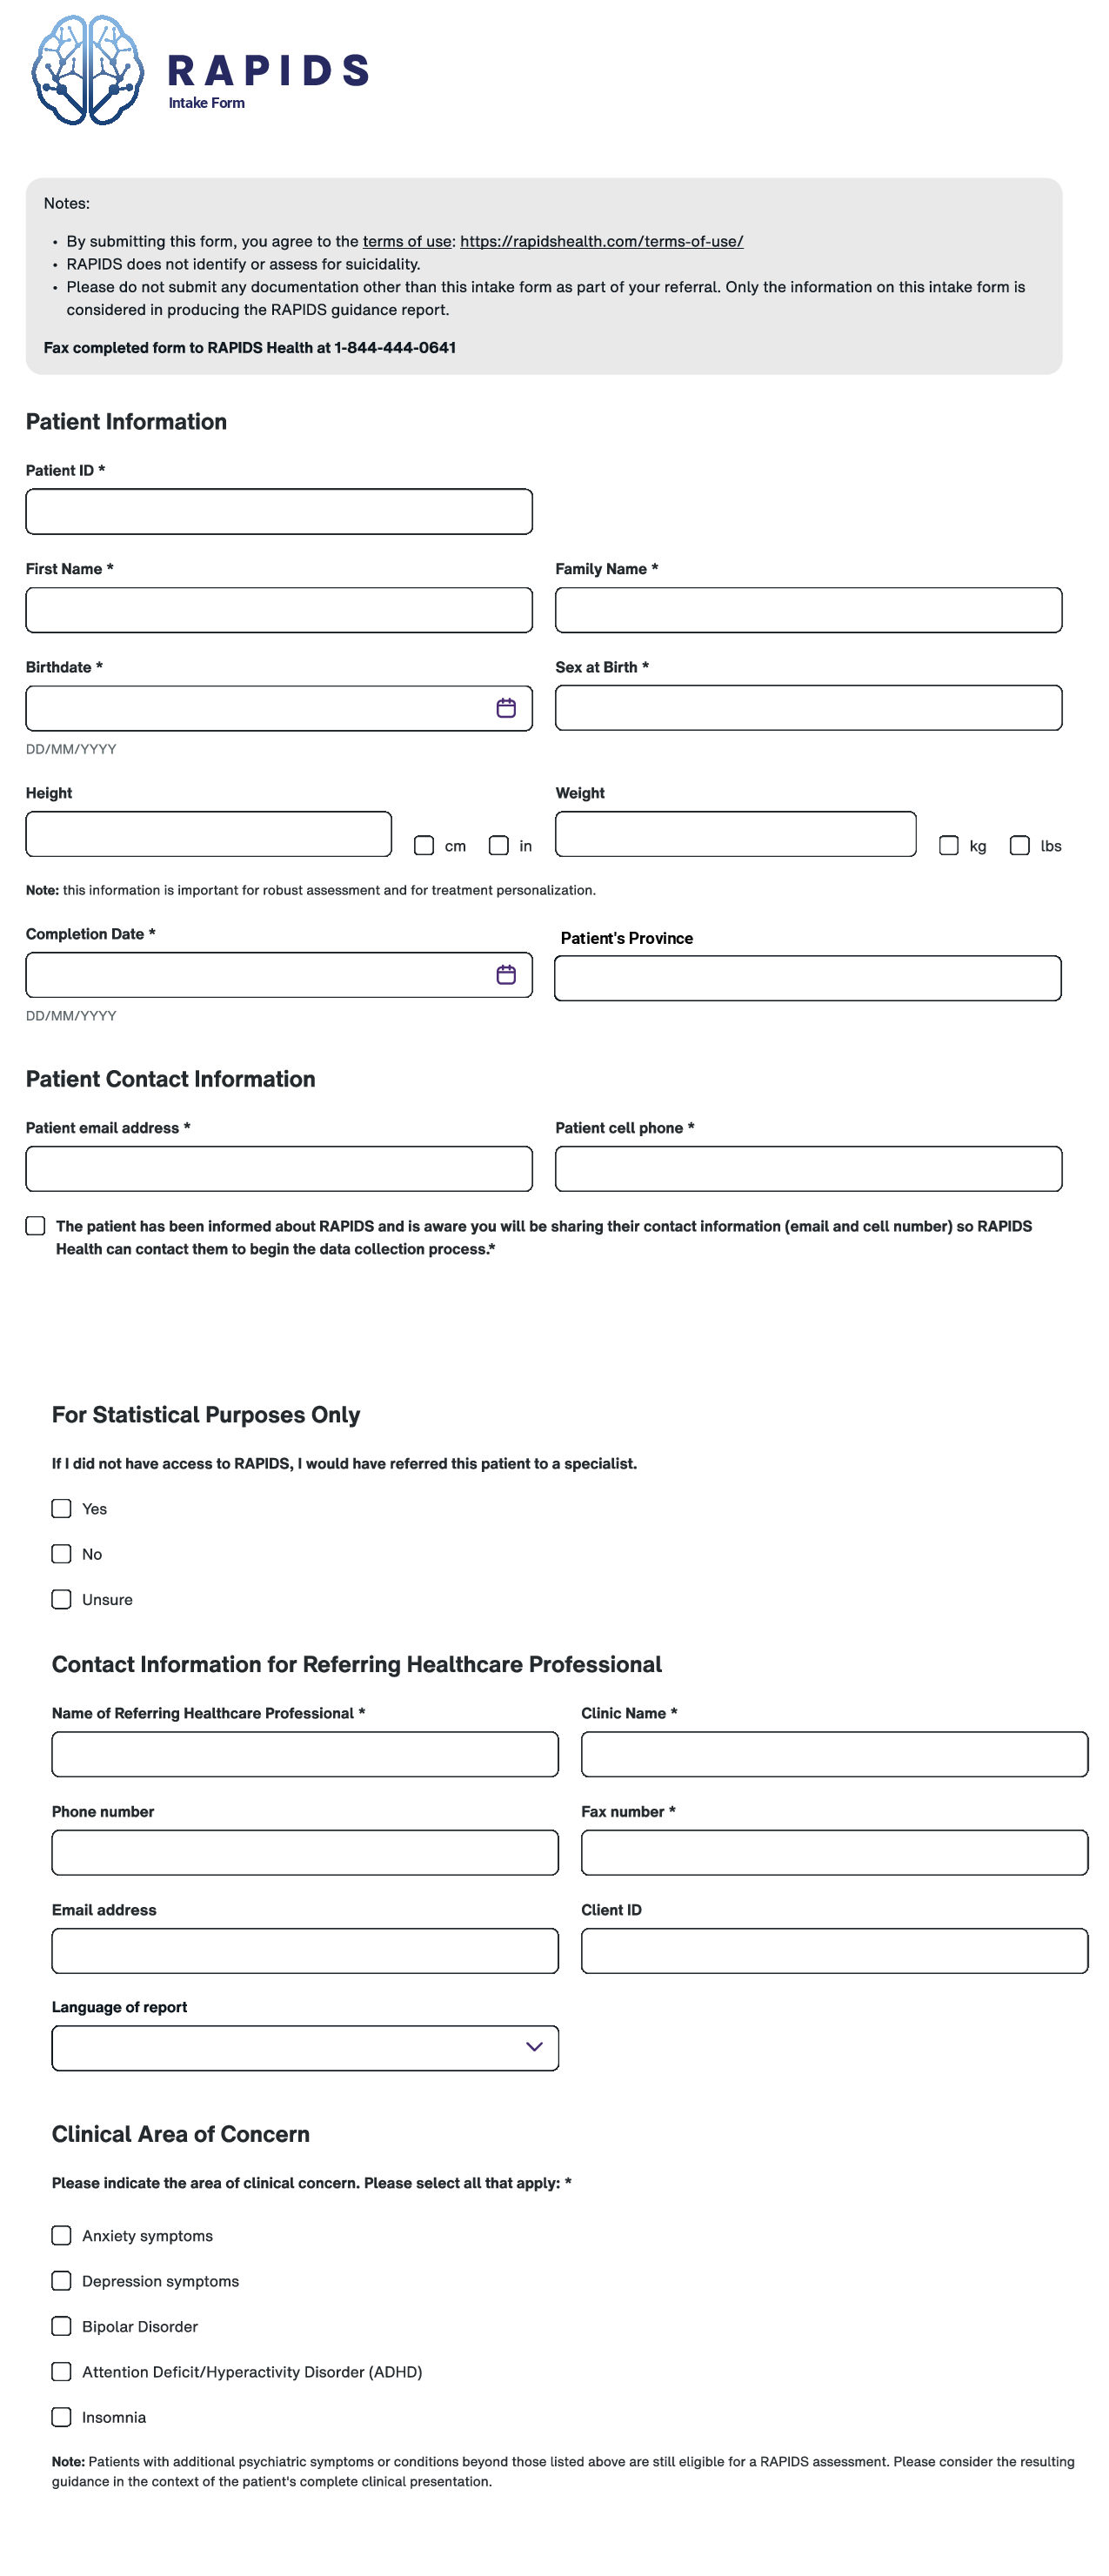 RAPIDS
Intake Form
Notes:
• By submitting this form, you agree to the terms of use: https://rapidshealth.com/terms-of-use/
• RAPIDS does not identify or assess for suicidality.
• Please do not submit any documentation other than this intake form as part of your referral. Only the information on this intake form is
considered in producing the RAPIDS guidance report.
Fax completed form to RAPIDS Health at 1-844-444-0641
Patient Information
Patient ID *
First Name * Family Name *
Birthdate * Sex at Birth *
DD/MM/YYYY
Height Weight
cm in kg lbs
Note: this information is important for robust assessment and for treatment personalization.
Completion Date * Patient's Province
DD/MM/YYYY
Patient Contact Information
Patient email address * Patient cell phone *
The patient has been informed about RAPIDS and is aware you will be sharing their contact information (email and cell number) so RAPIDS
Health can contact them to begin the data collection process.*
For Statistical Purposes Only
If I did not have access to RAPIDS, I would have referred this patient to a specialist.
Yes
No
Unsure
Contact Information for Referring Healthcare Professional
Name of Referring Healthcare Professional * Clinic Name *
Phone number Fax number *
Email address Client ID
Language of report
Clinical Area of Concern
Please indicate the area of clinical concern. Please select all that apply: *
Anxiety symptoms
Depression symptoms
Bipolar Disorder
Attention Deficit/Hyperactivity Disorder (ADHD)
Insomnia
Note: Patients with additional psychiatric symptoms or conditions beyond those listed above are still eligible for a RAPIDS assessment. Please consider the resulting
guidance in the context of the patient's complete clinical presentation.